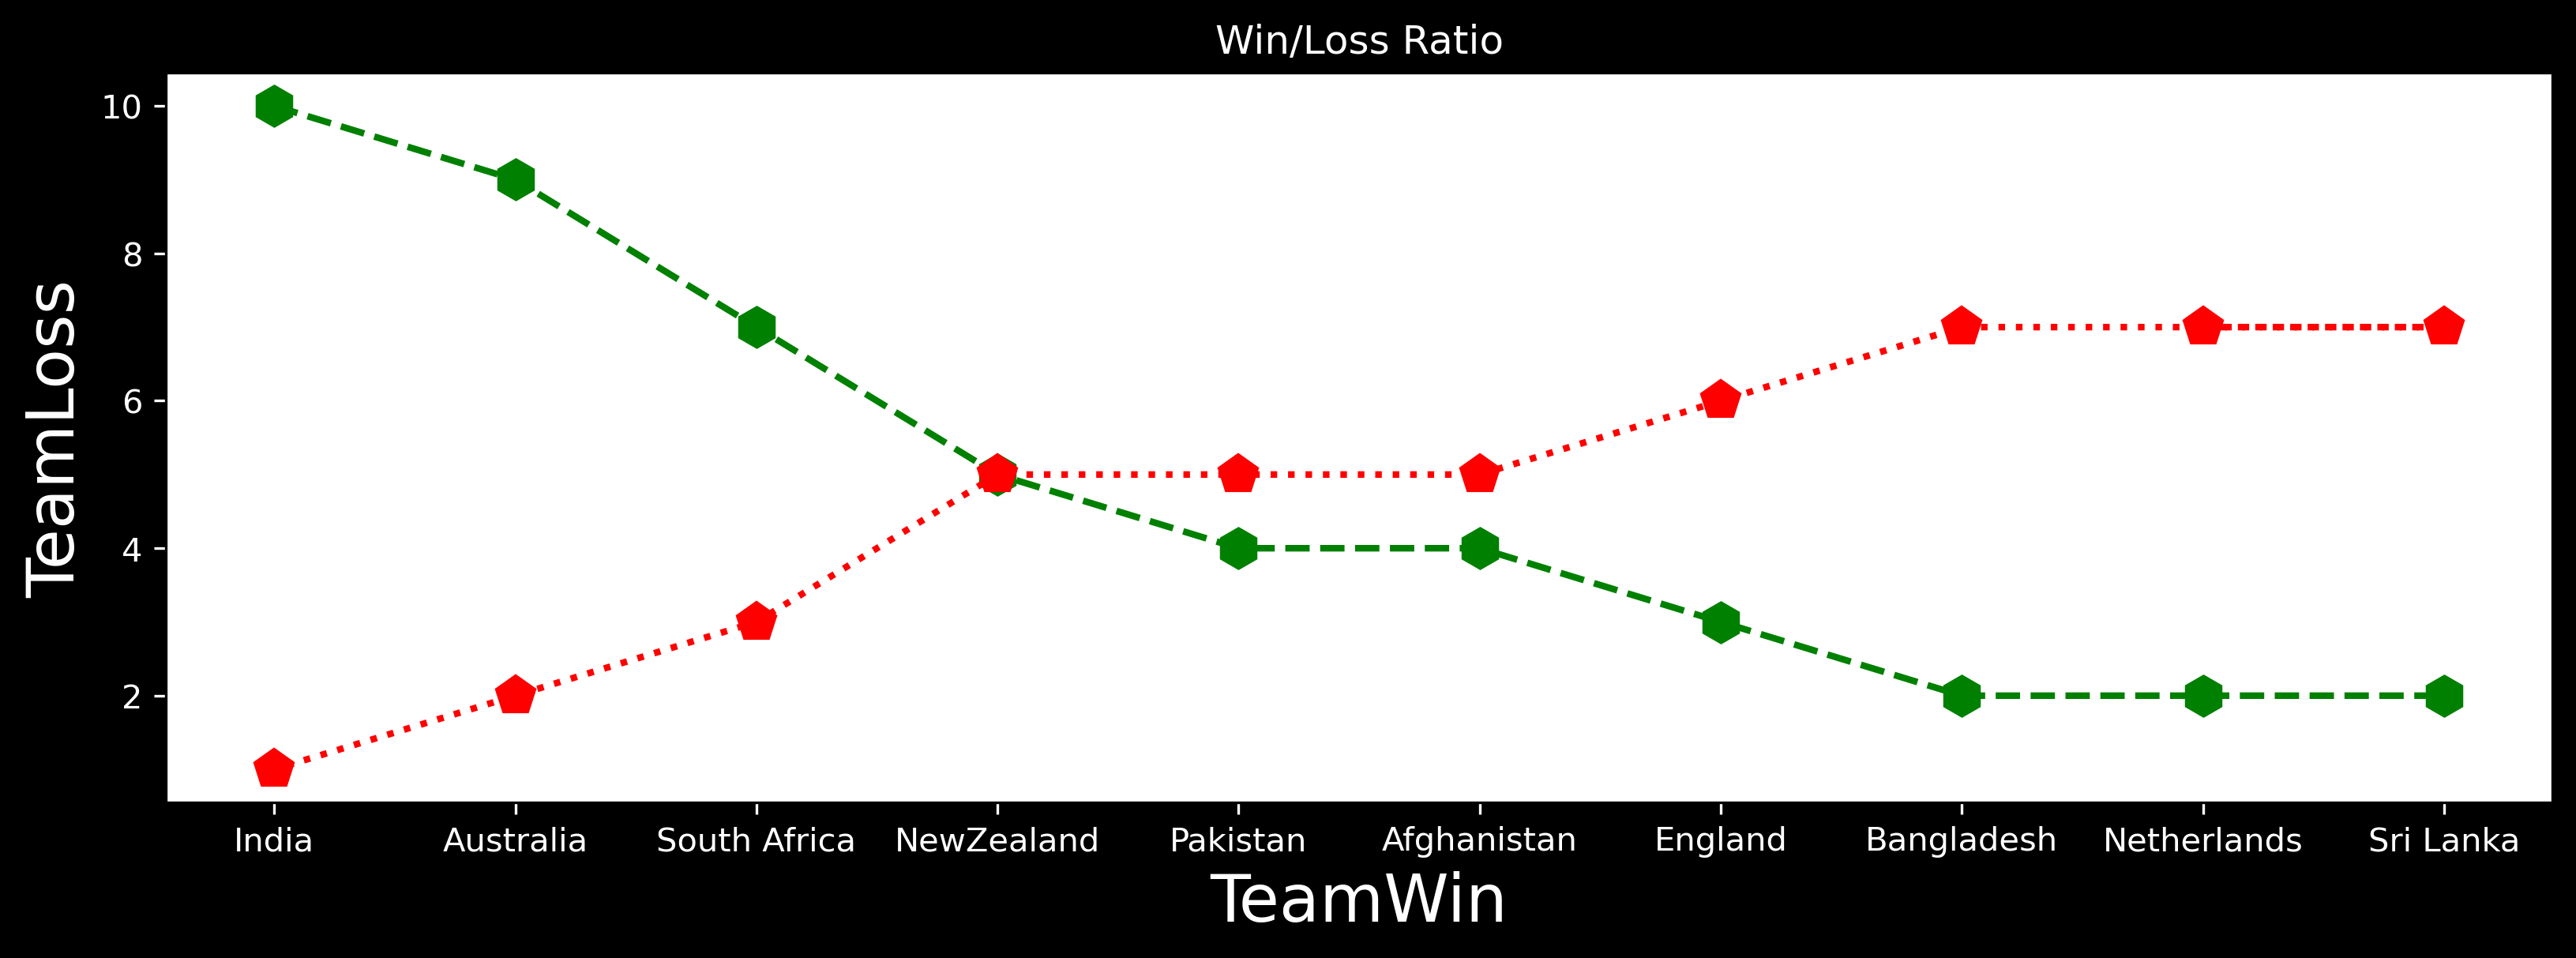 Win/Loss Ratio
10
8
6
4
2
TeamLoss
India Australia South Africa NewZealand Pakistan Afghanistan England Bangladesh Netherlands Sri Lanka
TeamWin